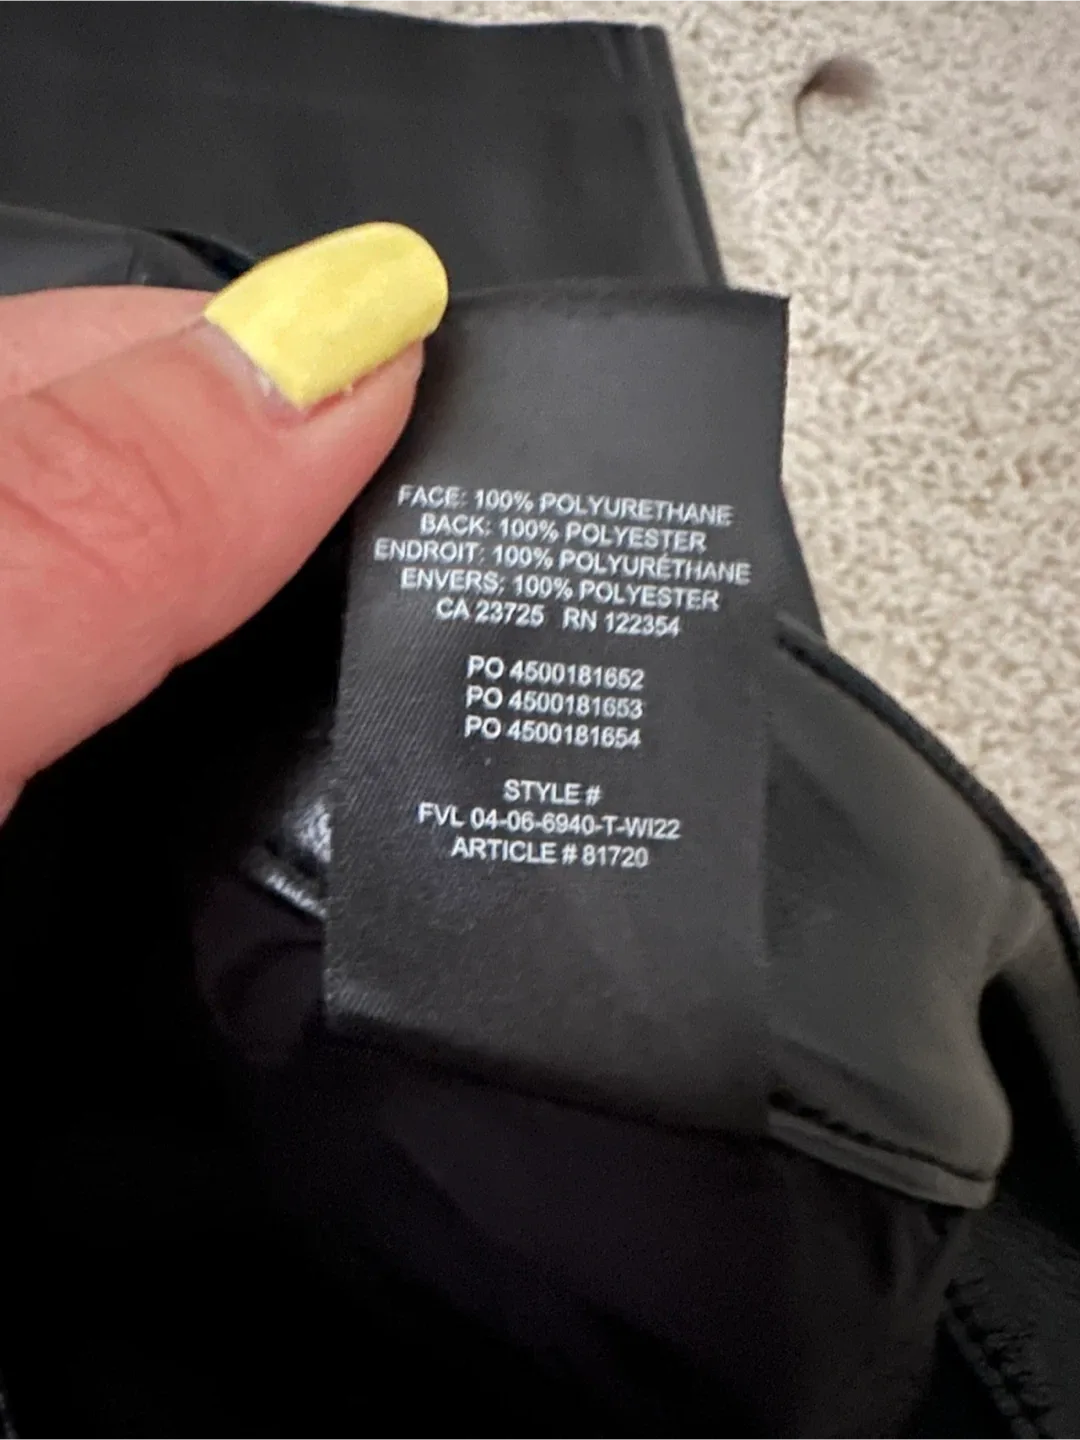 FACE: 100% POLYURETHANE
BACK: 100% POLYESTER
ENDROIT: 100% POLYURÉTHANE
ENVERS: 100% POLYESTER
CA 23725 RN 122354
PO 4500181652
PO 4500181653
PO 4500181654
STYLE #
FVL 04-06-6940-T-WI22
ARTICLE # 81720